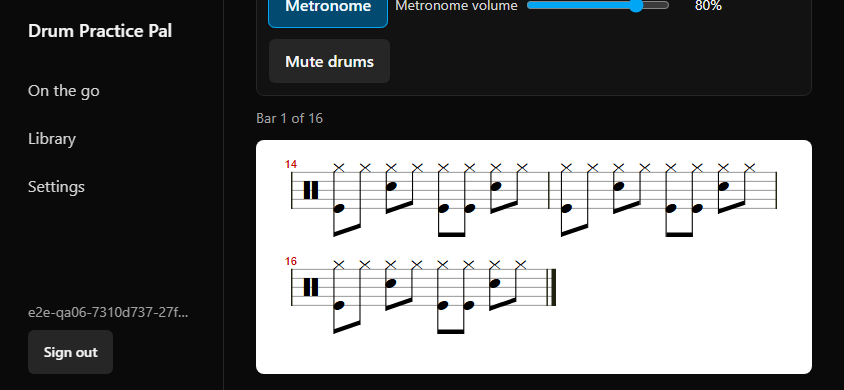 Drum Practice Pal
On the go
Library
Settings
e2e-qa06-7310d737-27f...
Sign out
Metronome
Metronome volume
80%
Mute drums
Bar 1 of 16
14
16